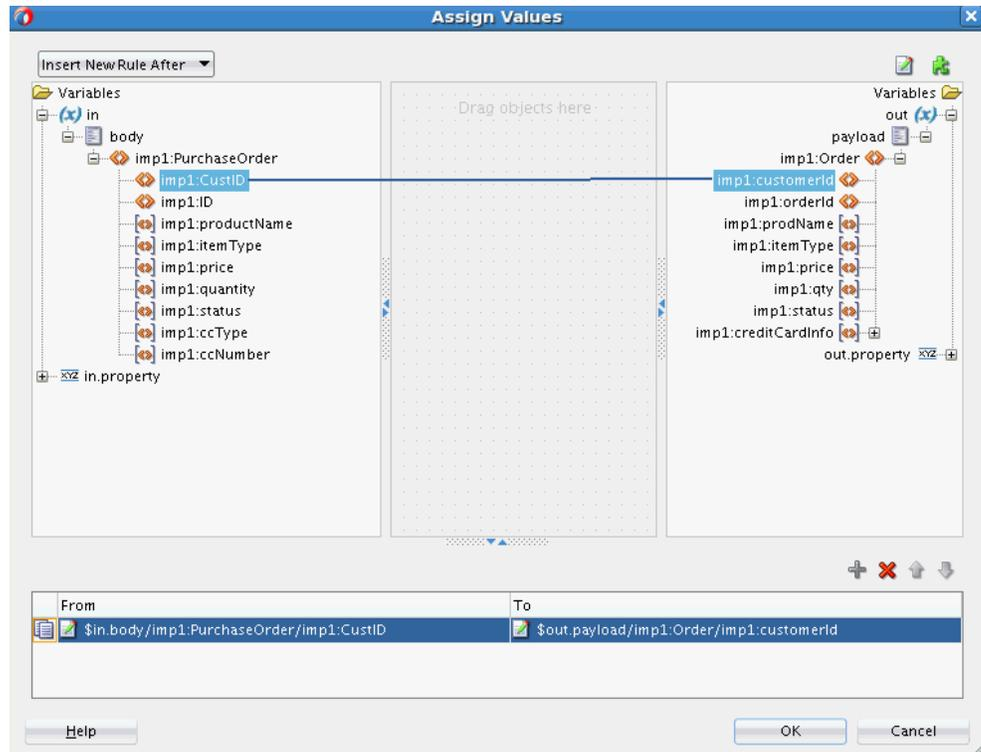 Assign Values
Insert New Rule After
Variables
(x) in
body
imp1:PurchaseOrder
imp1:CustID
imp1:ID
imp1:productName
imp1:itemType
imp1:price
imp1:quantity
imp1:status
imp1:ccType
imp1:ccNumber
XYZ in.property
Drag objects here
Variables
out (x)
payload
imp1:Order
imp1:customerId
imp1:orderId
imp1:prodName
imp1:itemType
imp1:price
imp1:qty
imp1:status
imp1:creditCardInfo
out.property XYZ
From To
$in.body/imp1:PurchaseOrder/imp1:CustID $out.payload/imp1:Order/imp1:customerId
Help OK Cancel